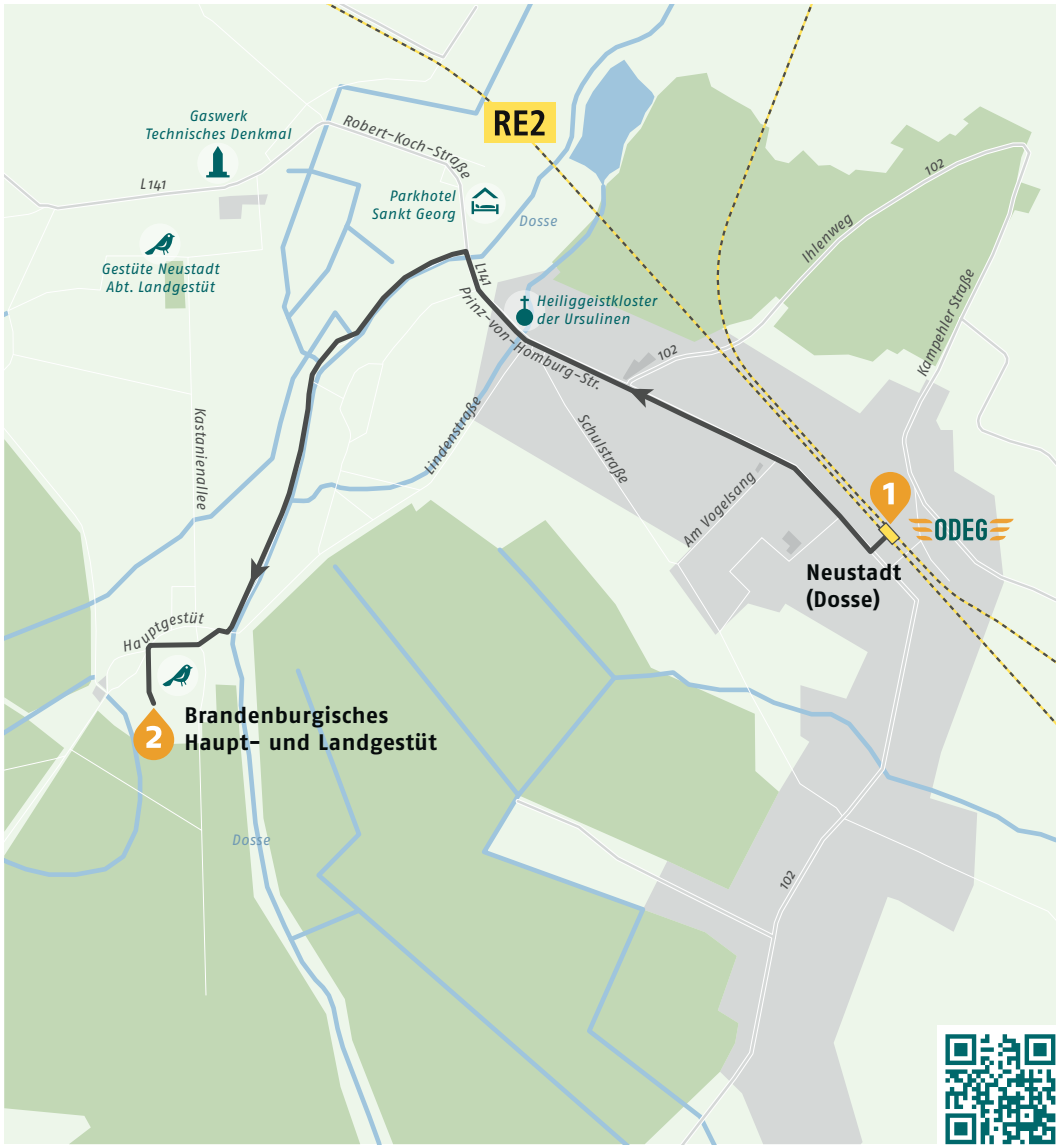 RE2
Gaswerk
Technisches Denkmal
Robert-Koch-Straße
L141
Parkhotel
Sankt Georg
Dosse
102
Ihlenweg
Gestüte Neustadt
Abt. Landgestüt
L141
Heiliggeistkloster
der Ursulinen
Prinz-von-Homburg-Str.
102
Kampehler Straße
Kastanienallee
Lindenstraße
Schulstraße
Am Vogelsang
1
ODEG
Neustadt
(Dosse)
Hauptgestüt
2
Brandenburgisches
Haupt- und Landgestüt
Dosse
102